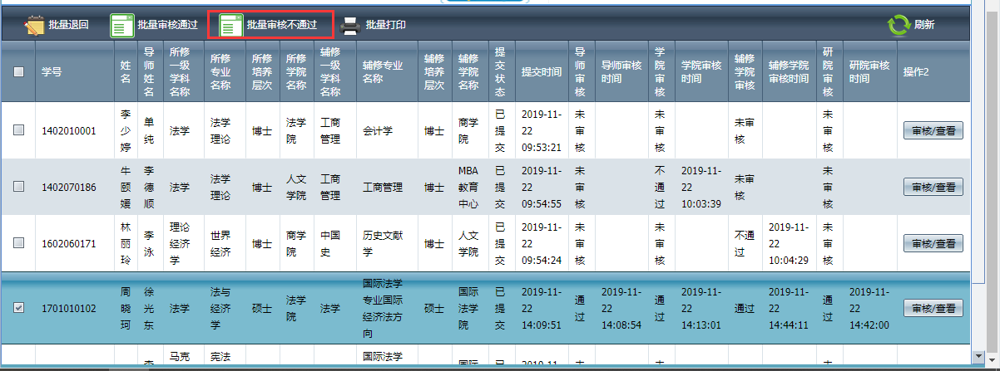 批量退回 批量审核通过 批量审核不通过 批量打印 刷新
学号 姓名 导师姓名 所修一级学科名称 所修专业名称 所修培养层次 所修学院名称 辅修一级学科名称 辅修专业名称 辅修培养层次 辅修学院名称 提交状态 提交时间 导师审核 导师审核时间 学院审核 学院审核时间 辅修学院审核 辅修学院审核时间 研院审核 研院审核时间 操作2
1402010001 李少婷 单纯 法学 法学理论 博士 法学院 工商管理 会计学 博士 商学院 已提交 2019-11-22 09:53:21 未审核 未审核 未审核 未审核 审核/查看
1402070186 牛颐媛 李德顺 法学 法学理论 博士 人文学院 工商管理 工商管理 博士 MBA教育中心 已提交 2019-11-22 09:54:55 未审核 不通过 2019-11-22 10:03:39 未审核 未审核 审核/查看
1602060171 林丽玲 李泳 理论经济学 世界经济 博士 商学院 中国史 历史文献学 博士 人文学院 已提交 2019-11-22 09:54:24 未审核 未审核 不通过 2019-11-22 10:04:29 未审核 审核/查看
1701010102 周晓珂 徐光东 法学 法与经济学 硕士 法学院 法学 国际法学专业国际经济法方向 硕士 国际法学院 已提交 2019-11-22 14:09:51 通过 2019-11-22 14:08:54 通过 2019-11-22 14:13:01 通过 2019-11-22 14:44:11 通过 2019-11-22 14:42:00 审核/查看
马克 宪法 国际法学 国际 已 2019-11-